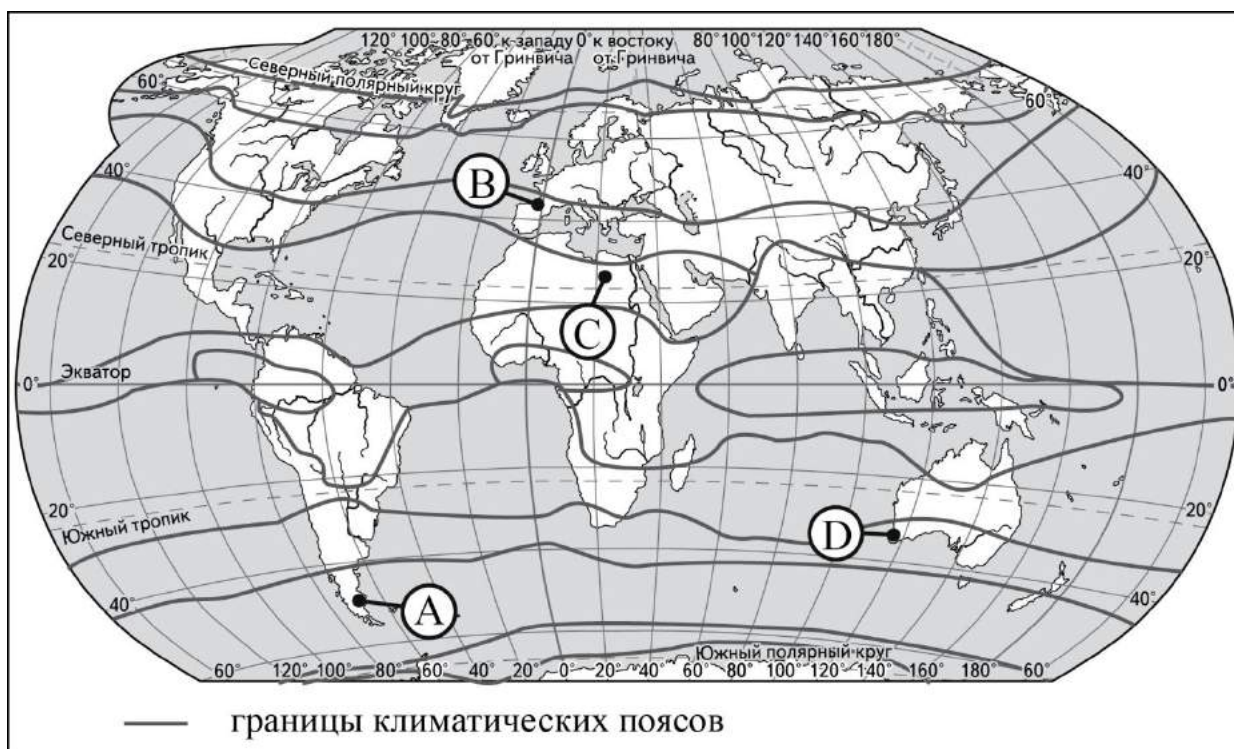 120° 100° 80° 60° к западу 0° к востоку 80° 100° 120° 140° 180°
от Гринвича от Гринвича
Северный полярный круг
60° 60°
40° 40°
B
Северный тропик
20° 20°
C
Экватор
0° 0°
20° 20°
Южный тропик
D
40° 40°
A
Южный полярный круг
60° 120° 100° 80° 60° 40° 20° 0° 20° 40° 60° 80° 100° 120° 140° 160° 180° 60°
границы климатических поясов